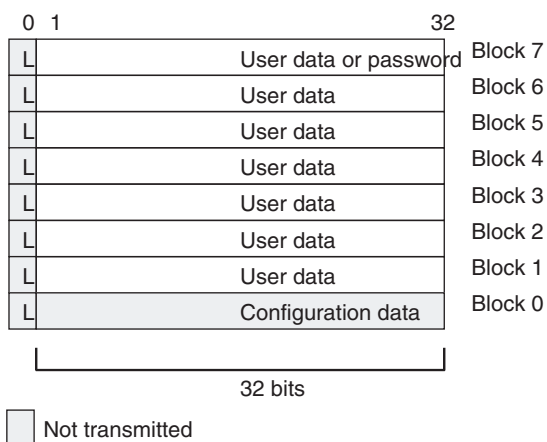 0 1 32
L User data or password Block 7
L User data Block 6
L User data Block 5
L User data Block 4
L User data Block 3
L User data Block 2
L User data Block 1
L Configuration data Block 0
32 bits
Not transmitted